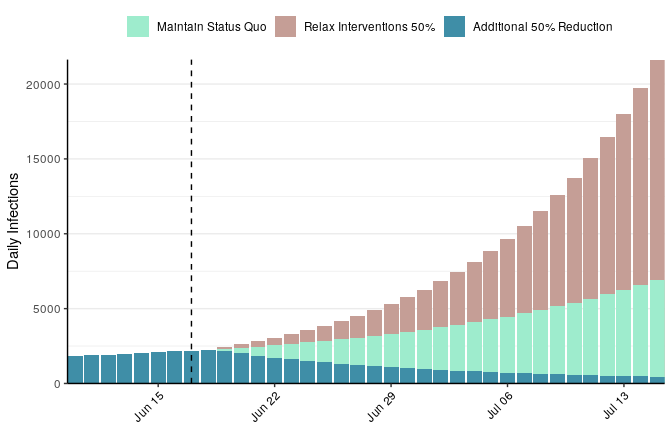 Maintain Status Quo Relax Interventions 50% Additional 50% Reduction
Daily Infections
20000
15000
10000
5000
0
Jun 15 Jun 22 Jun 29 Jul 06 Jul 13